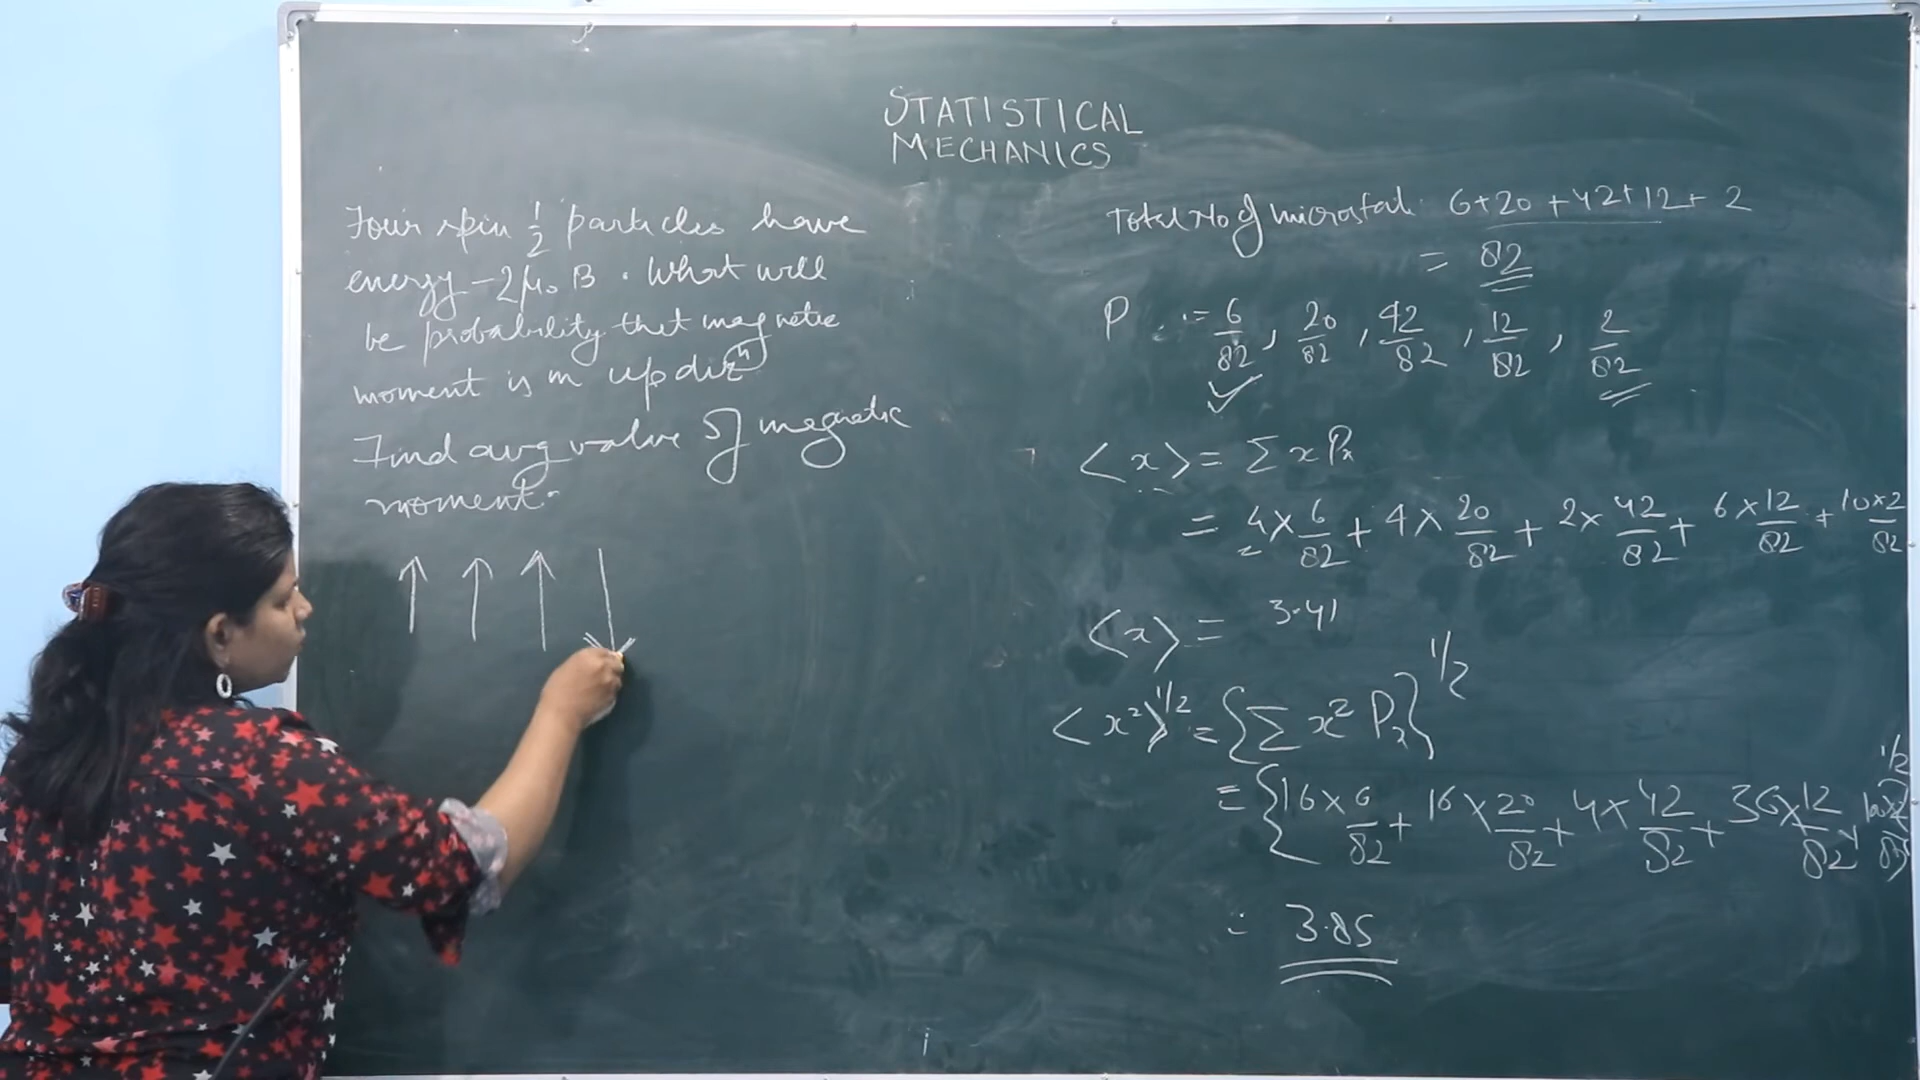 STATISTICAL
MECHANICS
Four spin 1/2 particles have
energy -2μ₀B. What will
be probability that magnetic
moment is in up dirⁿ
Find avg value of magnetic
moment.
Total No of microstat. 6+20+42+12+2
= 82
P = 6/82, 20/82, 42/82, 12/82, 2/82
<x> = Σ x Pₓ
= 4×6/82 + 4×20/82 + 2×42/82 + 6×12/82 + 10×2/82
<x> = 3.41
<x²>^1/2 = {Σ x² Pₓ}^1/2
= {16×6/82 + 16×20/82 + 4×42/82 + 36×12/82 +
= 3.85